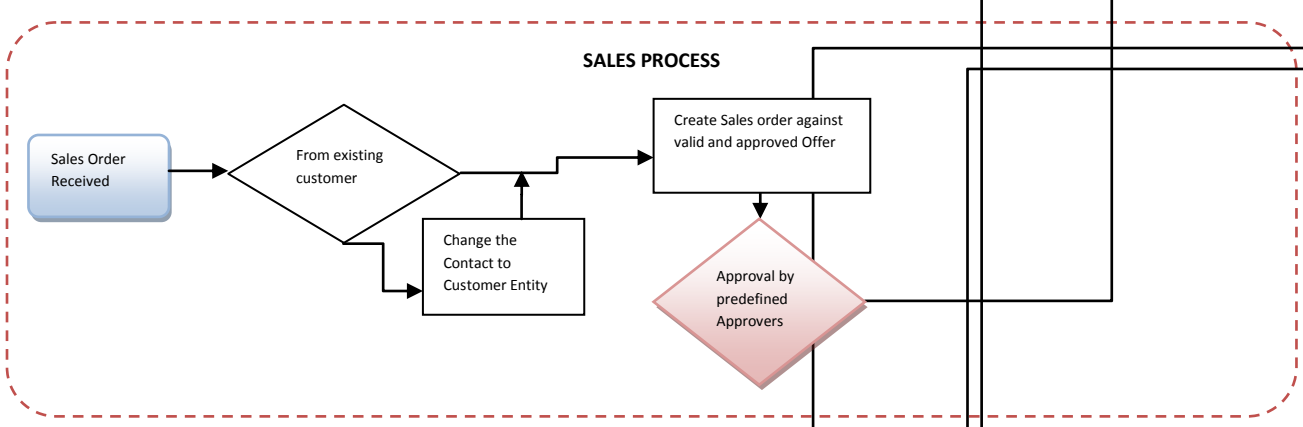 SALES PROCESS
Sales Order
Received
From existing
customer
Change the
Contact to
Customer Entity
Create Sales order against
valid and approved Offer
Approval by
predefined
Approvers